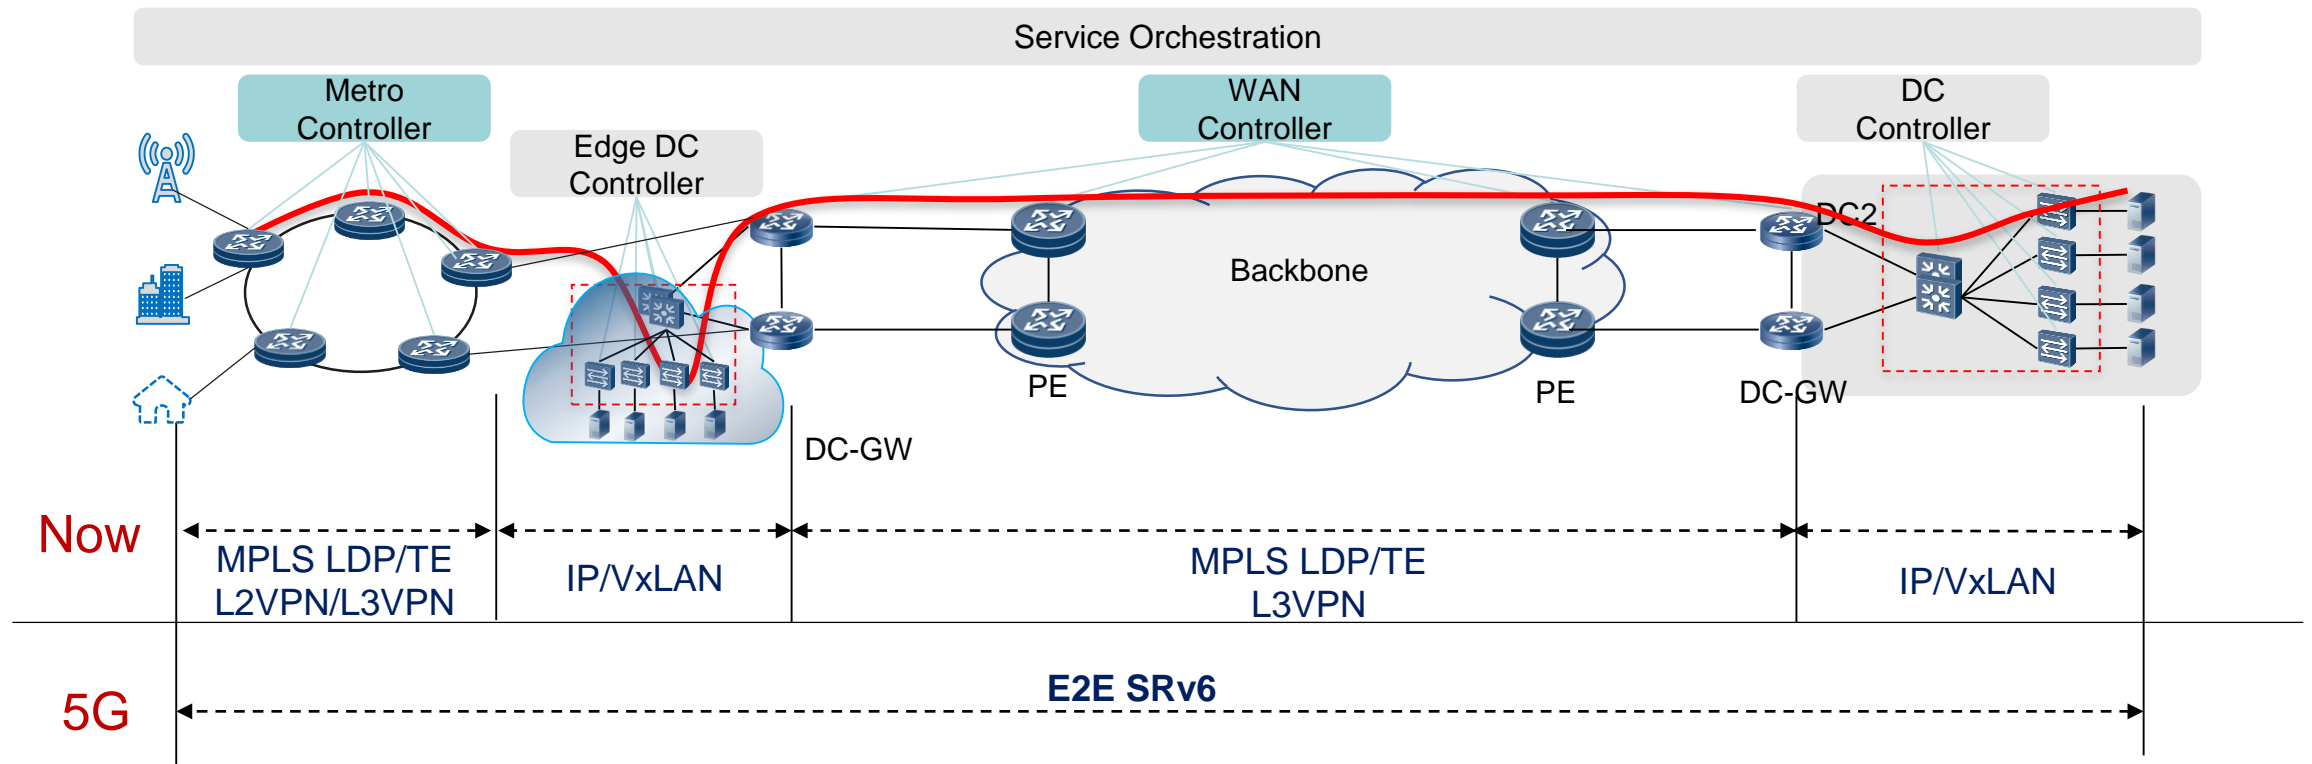 Service Orchestration
Metro
Controller
Edge DC
Controller
WAN
Controller
DC
Controller
DC2
Backbone
PE
PE
DC-GW
DC-GW
Now
MPLS LDP/TE
L2VPN/L3VPN
IP/VxLAN
MPLS LDP/TE
L3VPN
IP/VxLAN
5G
E2E SRv6